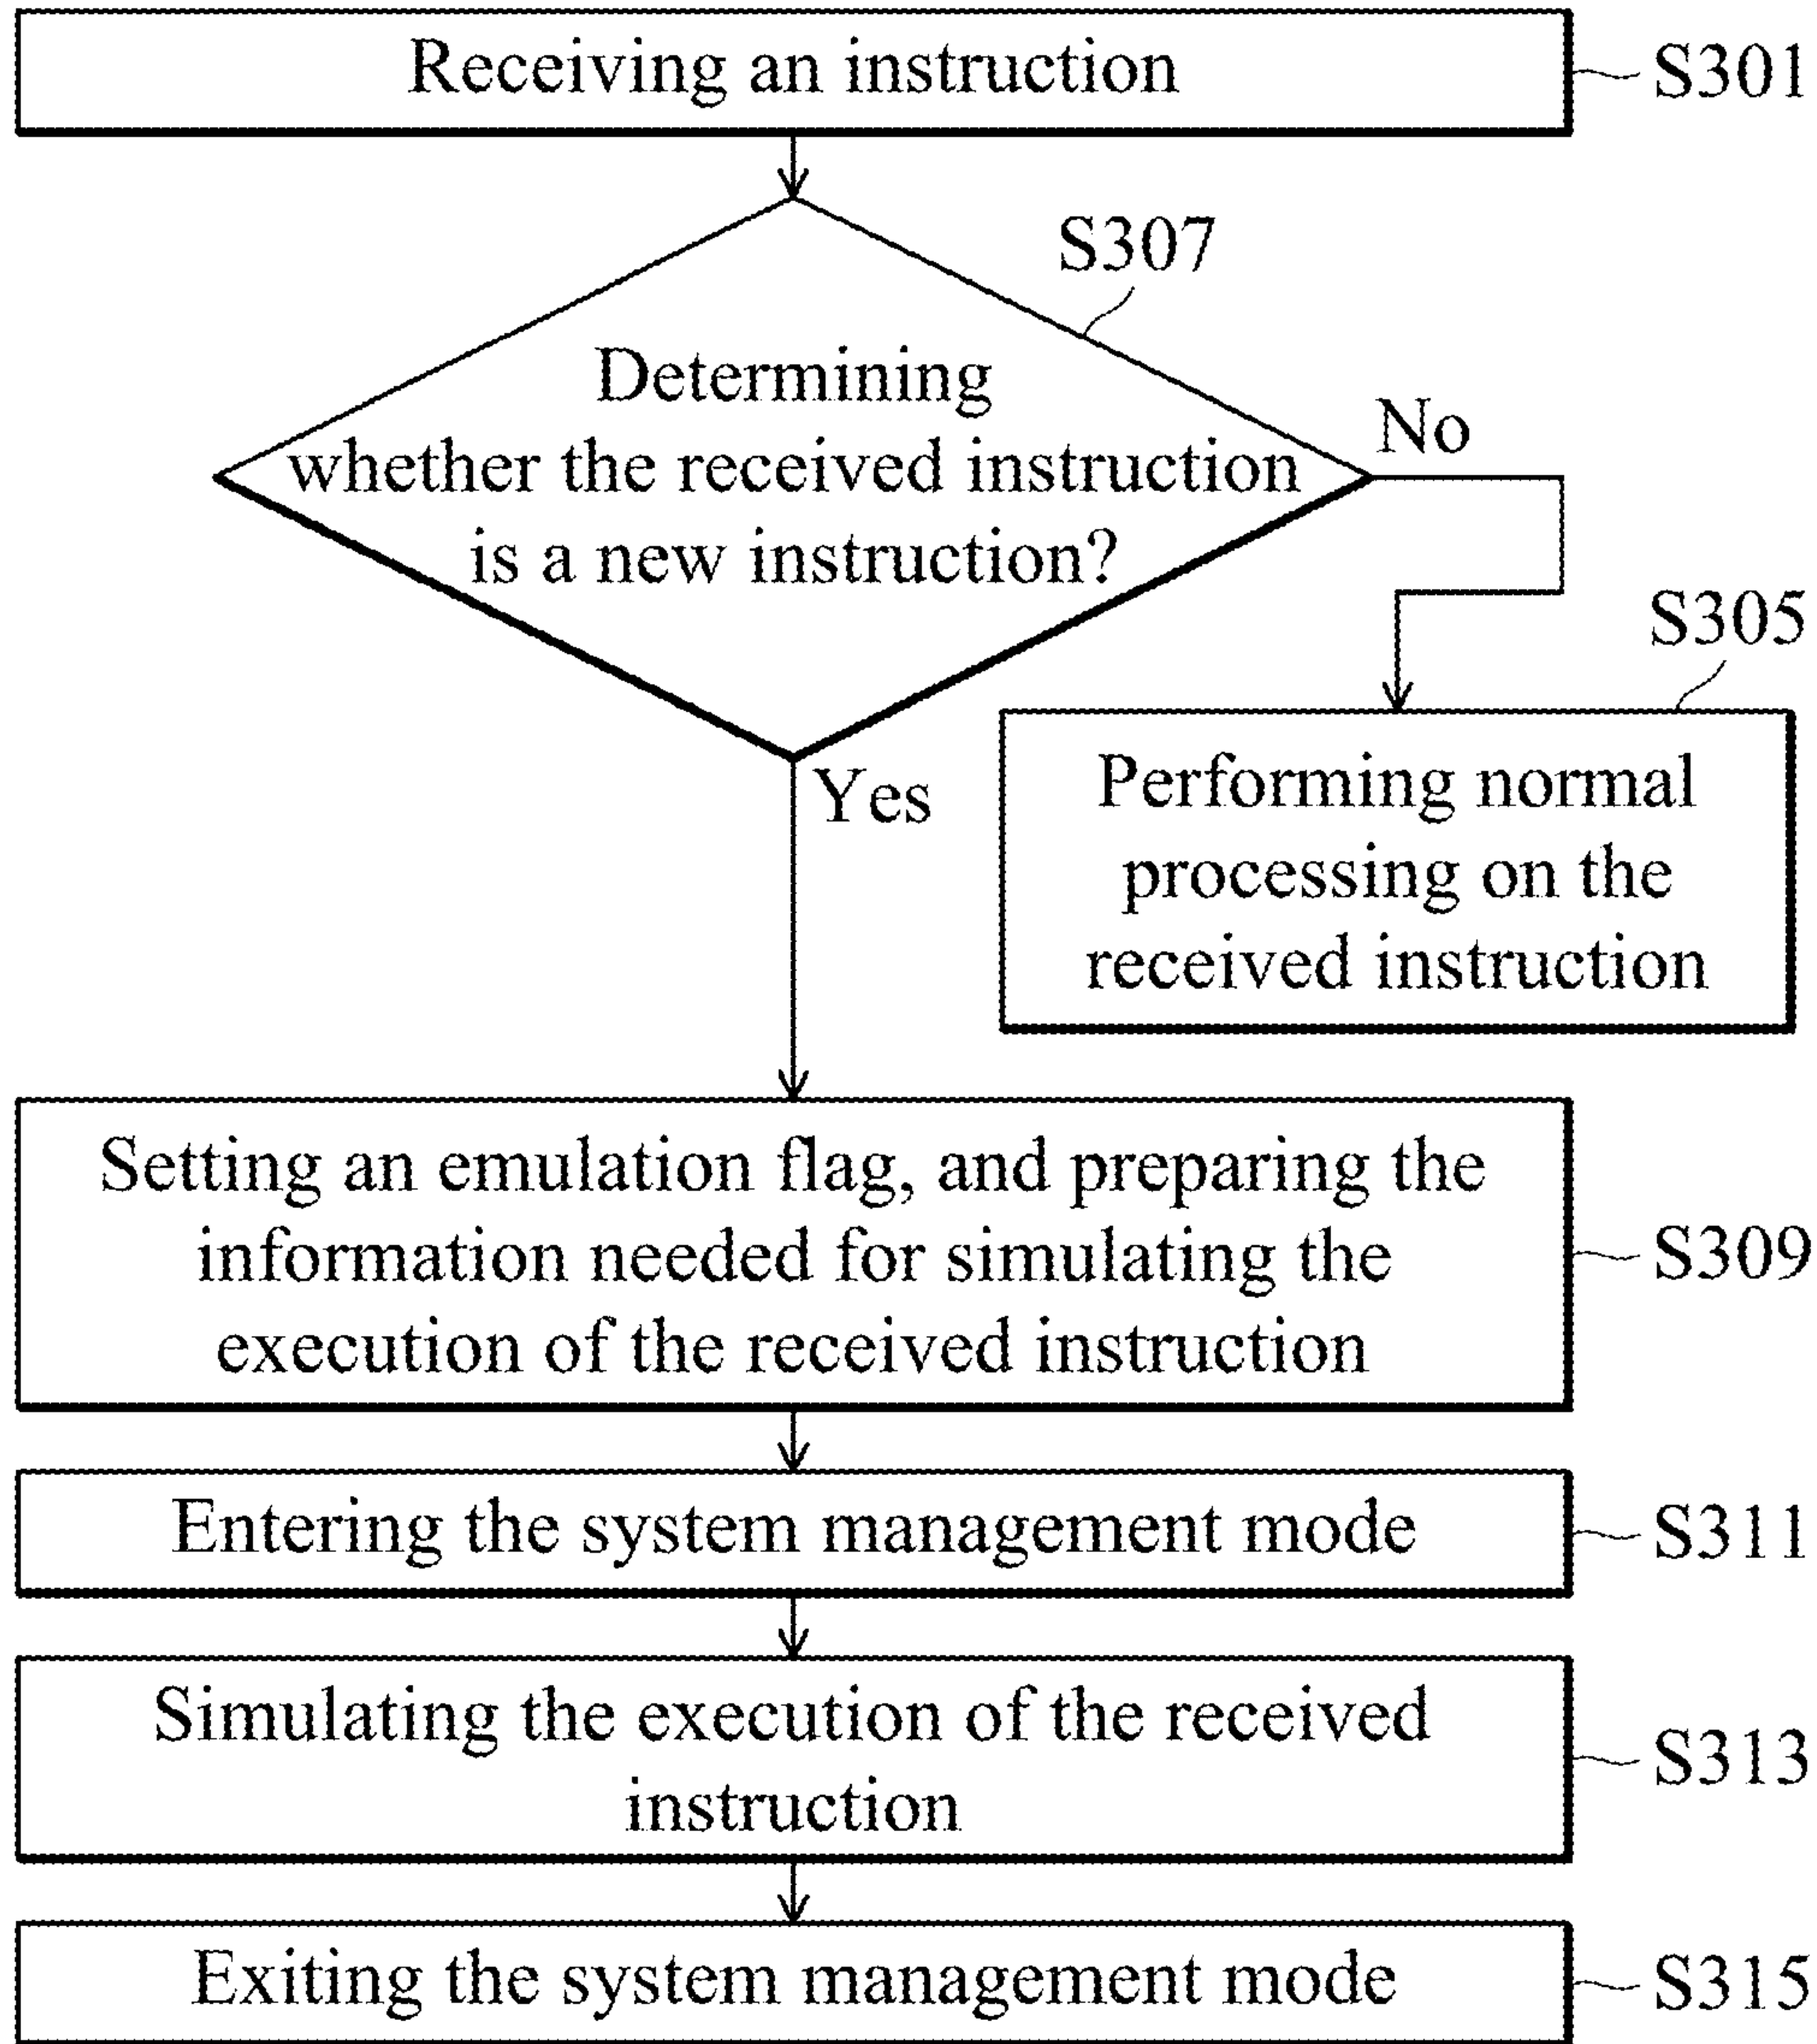 Receiving an instruction
S301
S307
Determining
whether the received instruction
is a new instruction?
No
Yes
S305
Performing normal
processing on the
received instruction
Setting an emulation flag, and preparing the
information needed for simulating the
execution of the received instruction
S309
Entering the system management mode
S311
Simulating the execution of the received
instruction
S313
Exiting the system management mode
S315